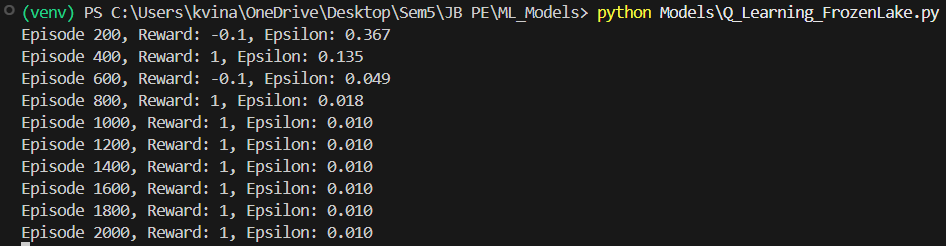 (venv) PS C:\Users\kvina\OneDrive\Desktop\Sem5\JB PE\ML_Models> python Models\Q_Learning_FrozenLake.py
Episode 200, Reward: -0.1, Epsilon: 0.367
Episode 400, Reward: 1, Epsilon: 0.135
Episode 600, Reward: -0.1, Epsilon: 0.049
Episode 800, Reward: 1, Epsilon: 0.018
Episode 1000, Reward: 1, Epsilon: 0.010
Episode 1200, Reward: 1, Epsilon: 0.010
Episode 1400, Reward: 1, Epsilon: 0.010
Episode 1600, Reward: 1, Epsilon: 0.010
Episode 1800, Reward: 1, Epsilon: 0.010
Episode 2000, Reward: 1, Epsilon: 0.010